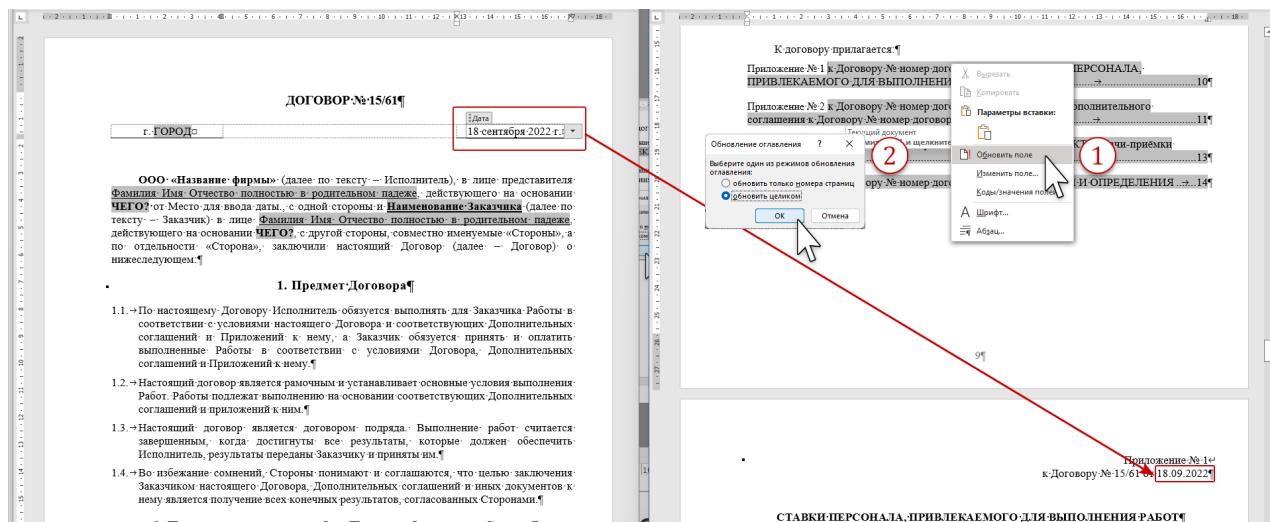 ДОГОВОР·№·15/61¶
Дата
г.·ГОРОД¤
18·сентября·2022·г.
ООО·«Название·фирмы»·(далее·по·тексту·–·Исполнитель),·в·лице·представителя·
Фамилия·Имя·Отчество·полностью·в·родительном·падеже,·действующего·на·основании·
ЧЕГО?·от·Место·для·ввода·даты.,·с·одной·стороны·и·Наименование·Заказчика·(далее·по·
тексту·–·Заказчик)·в·лице·Фамилия·Имя·Отчество·полностью·в·родительном·падеже,
действующего·на·основании·ЧЕГО?,·с·другой·стороны,·совместно·именуемые·«Стороны»,·а·
по·отдельности·«Сторона»,·заключили·настоящий·Договор·(далее·–·Договор)·о·
нижеследующем:¶
1.·Предмет·Договора¶
1.1.→По·настоящему·Договору·Исполнитель·обязуется·выполнять·для·Заказчика·Работы·в·
соответствии·с·условиями·настоящего·Договора·и·соответствующих·Дополнительных·
соглашений·и·Приложений·к·нему,·а·Заказчик·обязуется·принять·и·оплатить·
выполненные·Работы·в·соответствии·с·условиями·Договора,·Дополнительных·
соглашений·и·Приложений·к·нему.¶
1.2.→Настоящий·договор·является·рамочным·и·устанавливает·основные·условия·выполнения·
Работ.·Работы·подлежат·выполнению·на·основании·соответствующих·Дополнительных·
соглашений·и·приложений·к·ним.¶
1.3.→Настоящий·договор·является·договором·подряда.·Выполнение·работ·считается·
завершенным,·когда·достигнуты·все·результаты,·которые·должен·обеспечить·
Исполнитель,·результаты·переданы·Заказчику·и·приняты·им.¶
1.4.→Во·избежание·сомнений,·Стороны·понимают·и·соглашаются,·что·целью·заключения·
Заказчиком·настоящего·Договора,·Дополнительных·соглашений·и·иных·документов·к·
нему·является·получение·всех·конечных·результатов,·согласованных·Сторонами.¶
К·договору·прилагается:¶
Приложение·№·1·к·Договору·№·номер·дог ЕРСОНАЛА,·
ПРИВЛЕКАЕМОГО·ДЛЯ·ВЫПОЛНЕНИ →10¶
Приложение·№·2·к·Договору·№·номер·дог ополнительного·
соглашения·к·Договору·№·номер·договор →11¶
Текущий документ
и щелкните
чи-приёмки·
13¶
у·№·номер·дог И·ОПРЕДЕЛЕНИЯ·..→..14¶
Обновление оглавления ? ×
Выберите один из режимов обновления
оглавления:
обновить только номера страниц
обновить целиком
ОК Отмена
2
Вырезать
Копировать
Параметры вставки:
Обновить поле
Изменить поле...
Коды/значения полей
Шрифт...
Абзац...
1
9¶
Приложение·№·1↵
к·Договору·№·15/61·от·18.09.2022¶
СТАВКИ·ПЕРСОНАЛА,·ПРИВЛЕКАЕМОГО·ДЛЯ·ВЫПОЛНЕНИЯ·РАБОТ¶